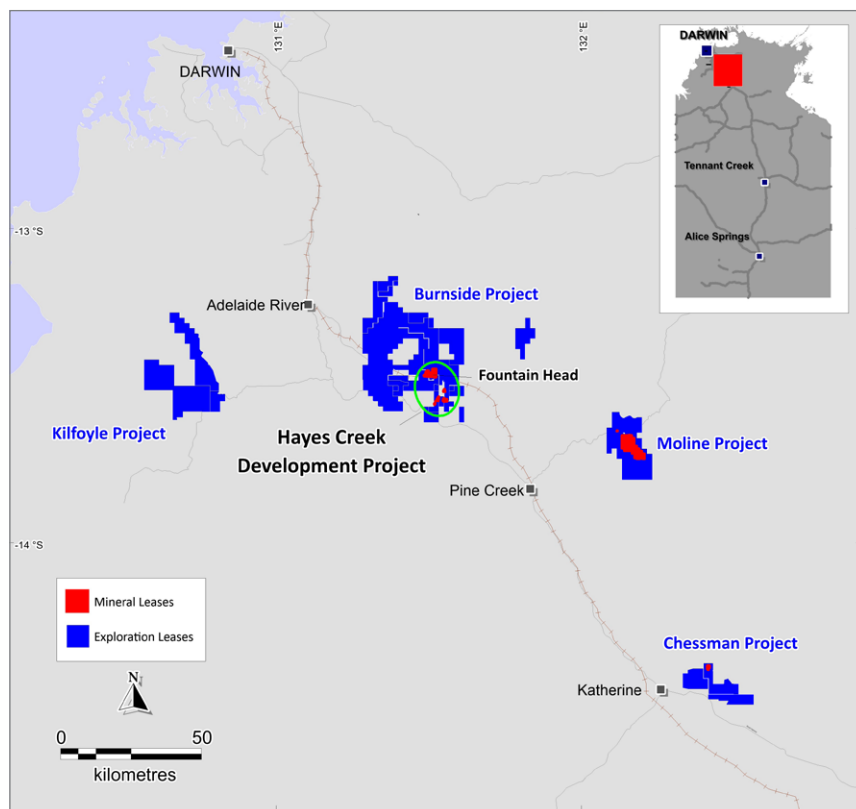 131 °E
132 °E
DARWIN
DARWIN
Tennant Creek
Alice Springs
-13 °S
Adelaide River
Burnside Project
Fountain Head
Kilfoyle Project
Hayes Creek
Development Project
Moline Project
Pine Creek
-14 °S
Mineral Leases
Exploration Leases
Chessman Project
N
Katherine
0 50
kilometres